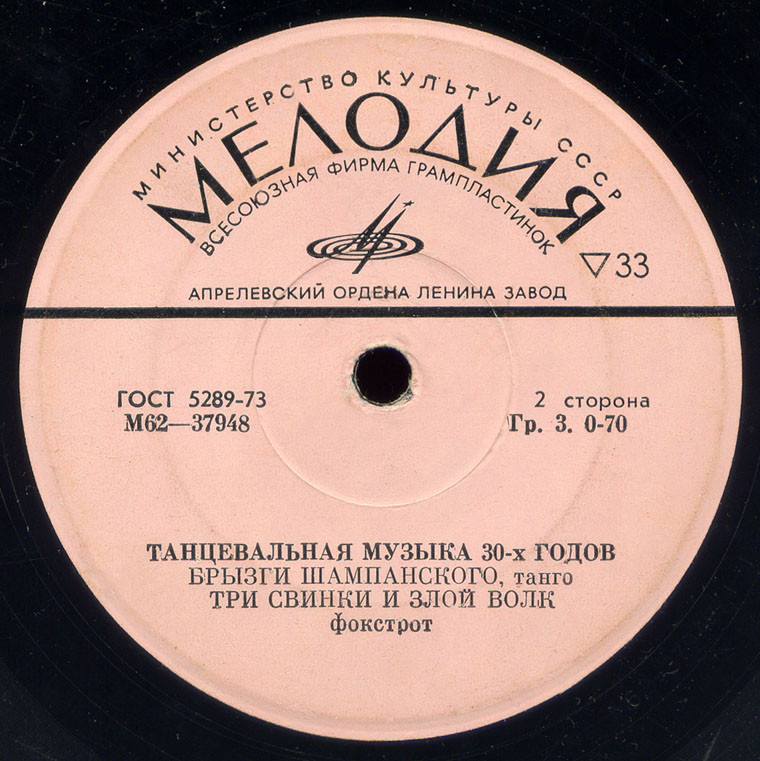 МИНИСТЕРСТВО КУЛЬТУРЫ СССР
МЕЛОДИЯ
ВСЕСОЮЗНАЯ ФИРМА ГРАМПЛАСТИНОК
▽33
АПРЕЛЕВСКИЙ ОРДЕНА ЛЕНИНА ЗАВОД
ГОСТ 5289-73
М62—37948
2 сторона
Гр. 3. 0-70
ТАНЦЕВАЛЬНАЯ МУЗЫКА 30-х ГОДОВ
БРЫЗГИ ШАМПАНСКОГО, танго
ТРИ СВИНКИ И ЗЛОЙ ВОЛК
фокстрот